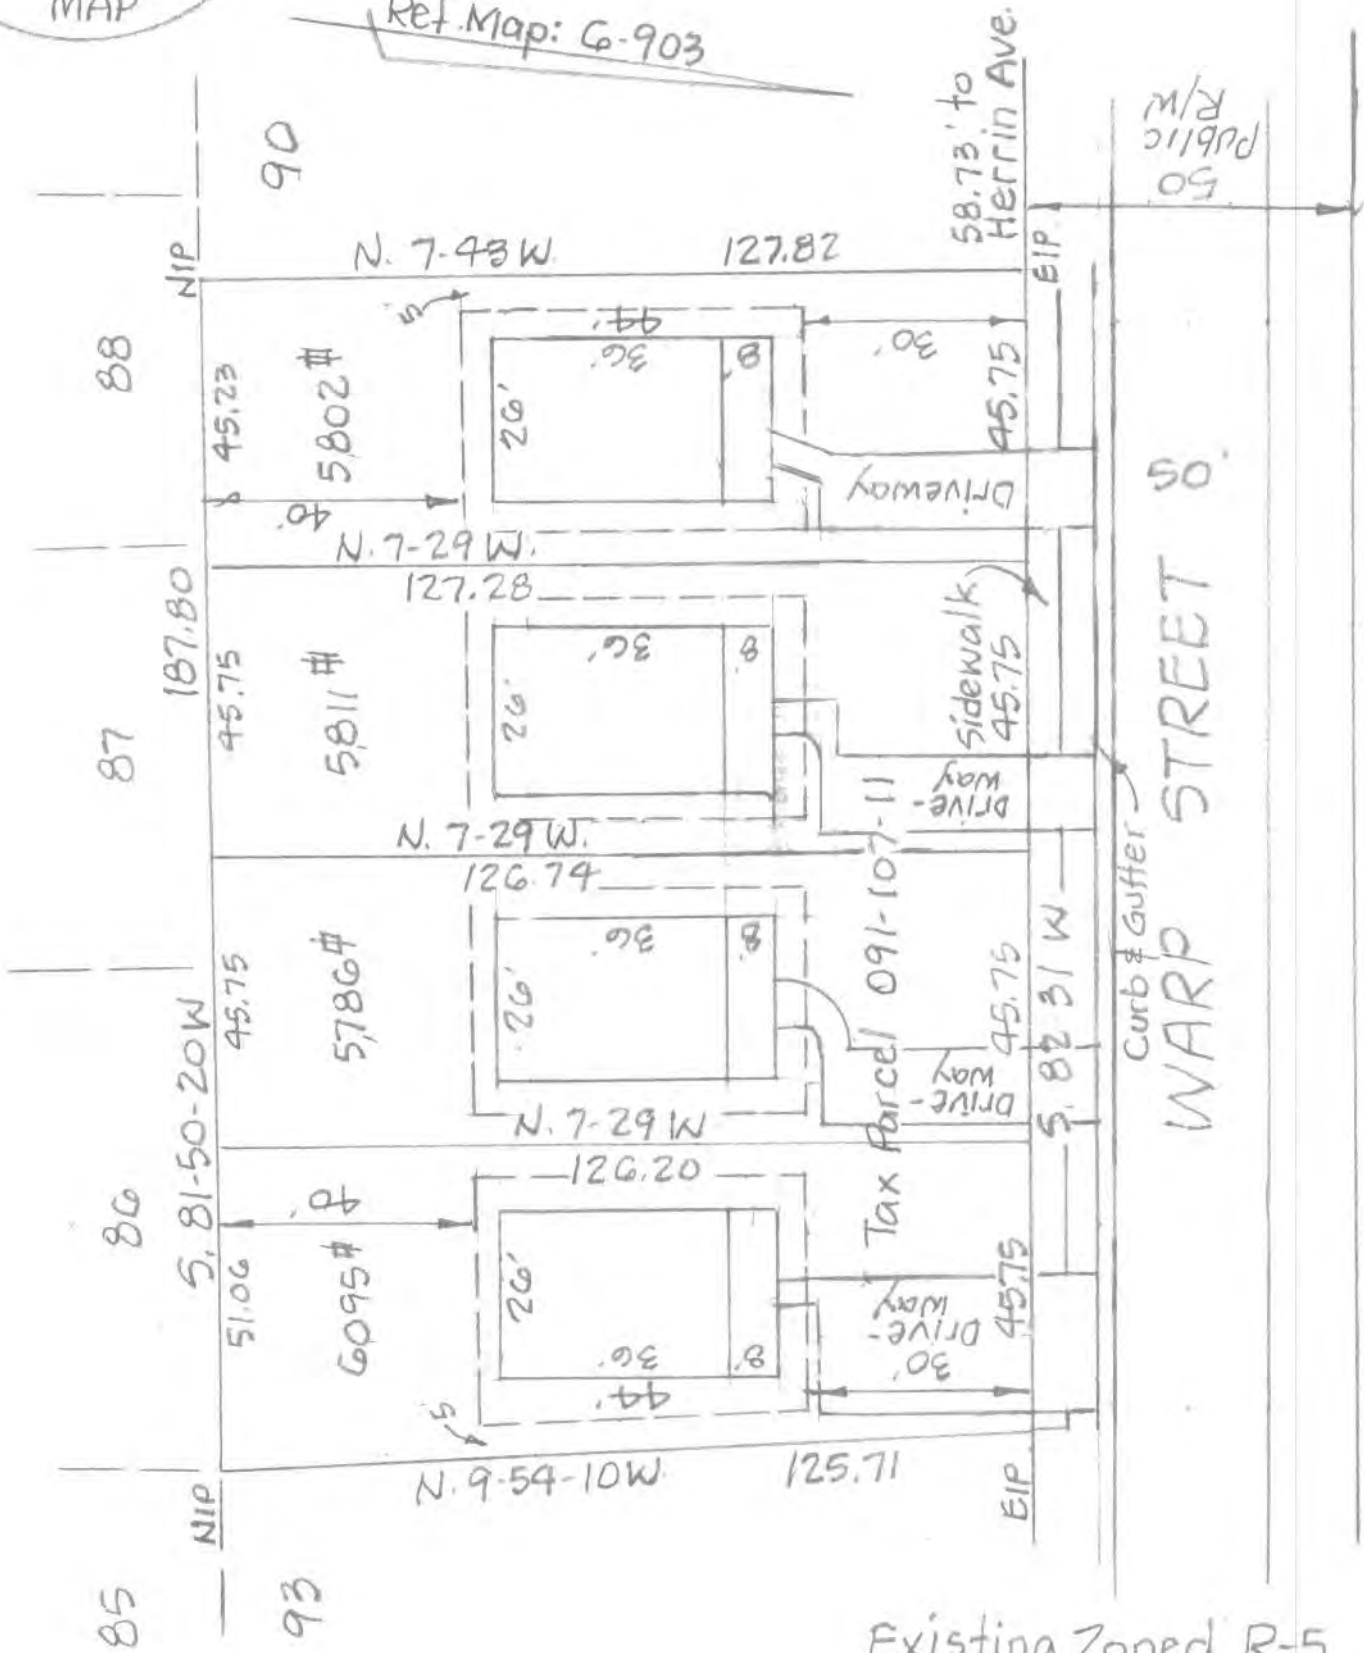 MAP
Ref. Map: G-903
90
58.73' to
Herrin Ave.
50
Public
R/W
NIP
N. 7-43 W.
127.82
EIP
88
45.23
5802#
5
44'
36'
8'
26'
30'
45.75
40'
Driveway
N. 7-29 W.
127.28
187.80
87
45.75
5,811#
36'
8'
26'
Sidewalk
45.75
Drive-
way
N. 7-29 W.
126.74
45.75
5,786#
36'
8'
26'
Tax Parcel 091-107-11
45.75
Drive-
way
N. 7-29 W
126.20
86
S. 81-50-20 W
51.06
6095#
40'
26'
36'
8'
44'
5
30'
Drive-
way
45.75
N. 9-54-10 W.
125.71
NIP
EIP
85
93
S. 82 31 W
Curb & Gutter
WARP STREET 50'
Existing Zoned R-5